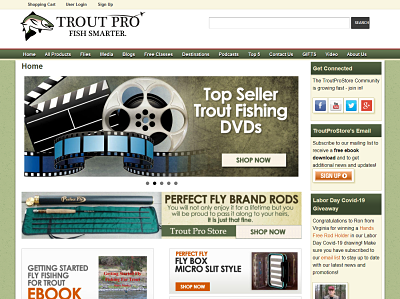 Shopping Cart User Login Sign Up
TROUT PRO
FISH SMARTER.
SEARCH
Home All Products Files Media Blogs Free Classes Destinations Podcasts Top 5 Contact Us GIFTS Video About Us
Home
Top Seller
Trout Fishing
DVDs
SHOP NOW
PERFECT FLY BRAND RODS
You will not only enjoy it for a lifetime but you
will be proud to pass it along to your heirs.
It is just that fine.
Trout Pro Store
SHOP NOW
GETTING STARTED
FLY FISHING
FOR TROUT
EBOOK
PERFECT FLY
FLY BOX
MICRO SLIT STYLE
SHOP NOW
Get Connected
The TroutProStore Community
is growing fast - join in!
TroutProStore's Email
Subscribe to our mailing list to
receive a free ebook
download and to get
additional news and updates!
SIGN UP
Labor Day Covid-19
Giveaway
Congratulations to Ron from
Virginia for winning a Hands
Free Rod Holder in our Labor
Day Covid-19 drawing! Make
sure you have subscribed to
our email list to stay up to date
with our latest news and
promotions!